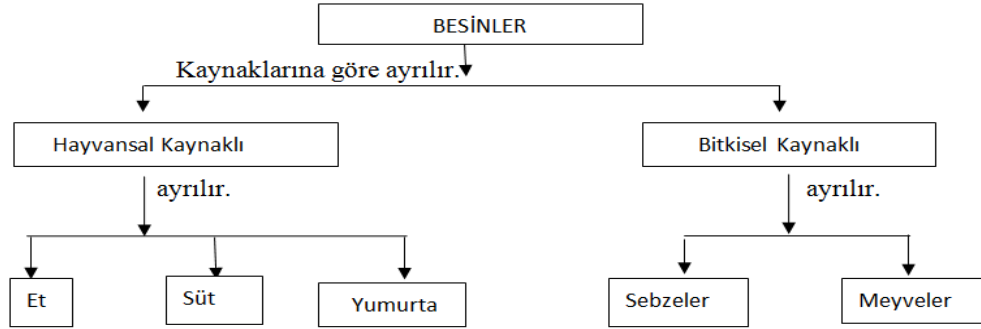 BESİNLER
Kaynaklarına göre ayrılır.
Hayvansal Kaynaklı
Bitkisel Kaynaklı
ayrılır.
ayrılır.
Et
Süt
Yumurta
Sebzeler
Meyveler